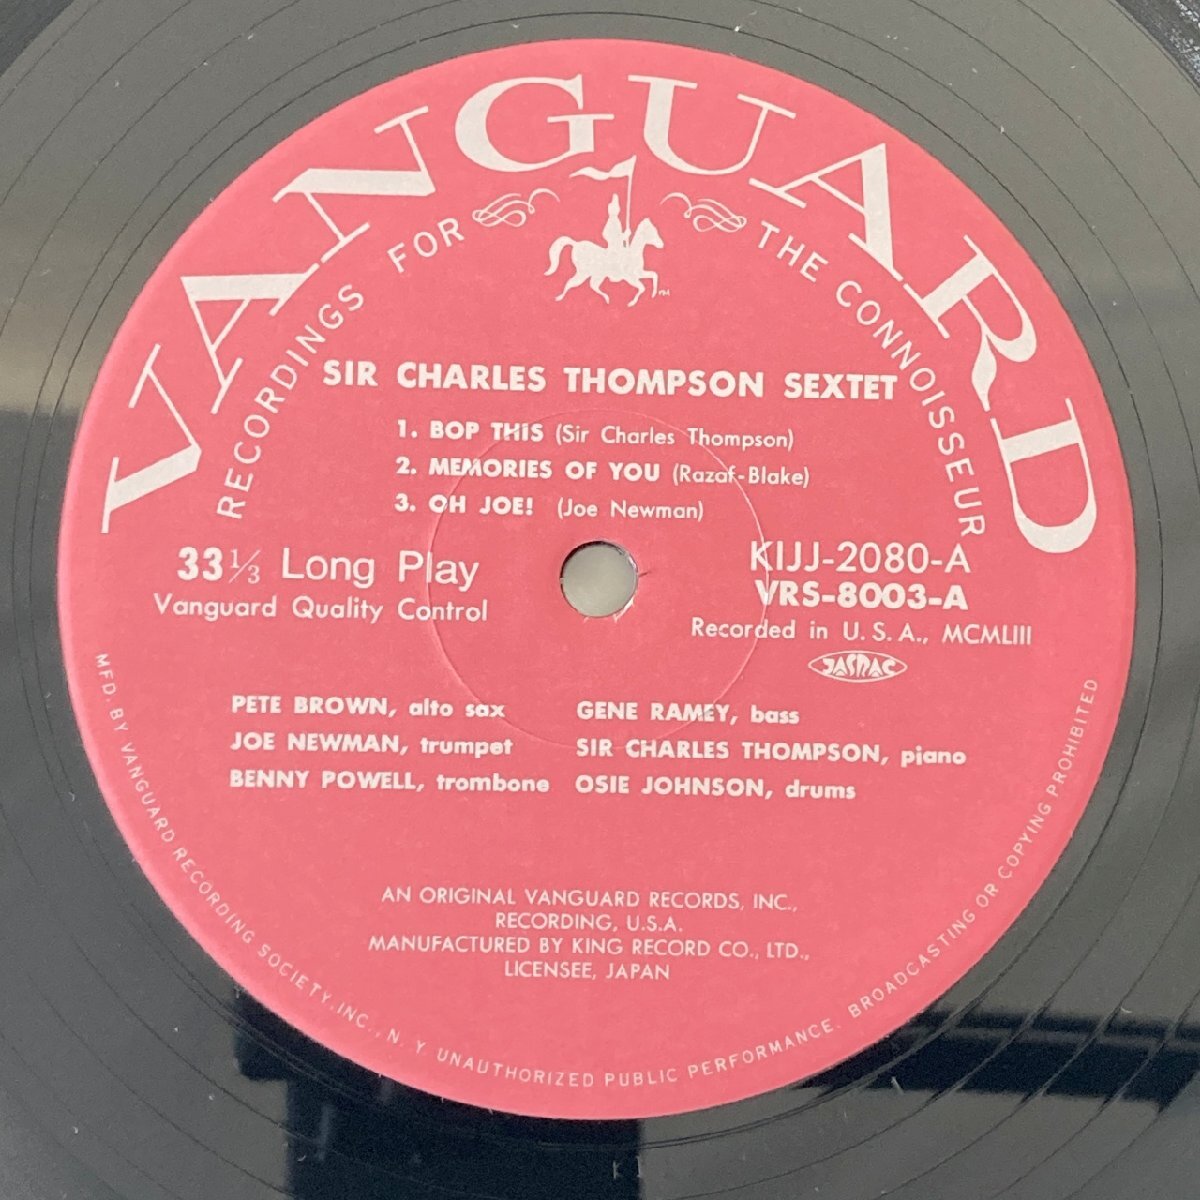 VANGUARD
RECORDINGS FOR THE CONNOISSEUR
SIR CHARLES THOMPSON SEXTET
1. BOP THIS (Sir Charles Thompson)
2. MEMORIES OF YOU (Razaf-Blake)
3. OH JOE! (Joe Newman)
33 1/3 Long Play
Vanguard Quality Control
KIJJ-2080-A
VRS-8003-A
Recorded in U. S. A., MCMLIII
JASRAC
PETE BROWN, alto sax
JOE NEWMAN, trumpet
BENNY POWELL, trombone
GENE RAMEY, bass
SIR CHARLES THOMPSON, piano
OSIE JOHNSON, drums
AN ORIGINAL VANGUARD RECORDS, INC.,
RECORDING, U.S.A.
MANUFACTURED BY KING RECORD CO., LTD.,
LICENSEE, JAPAN
MFD. BY VANGUARD RECORDING SOCIETY, INC., N. Y. UNAUTHORIZED PUBLIC PERFORMANCE, BROADCASTING OR COPYING PROHIBITED